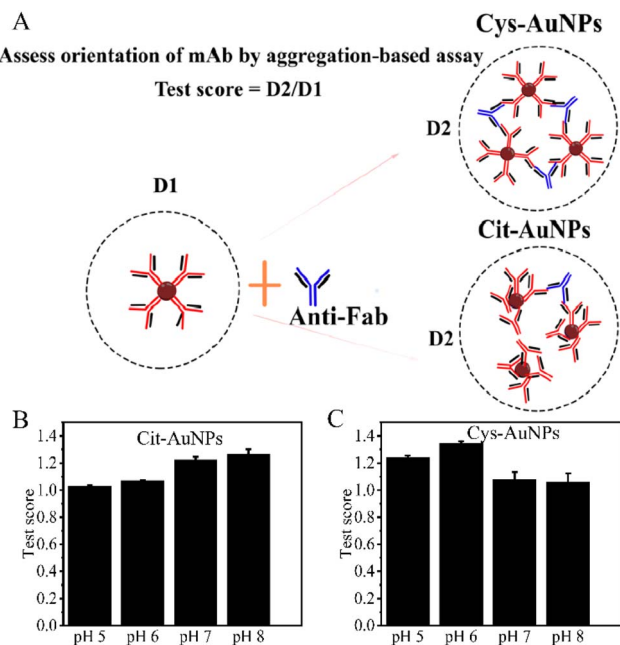 A
Cys-AuNPs
Assess orientation of mAb by aggregation-based assay
Test score = D2/D1
D2
D1
Cit-AuNPs
Anti-Fab
D2
B
Cit-AuNPs
Test score
1.4
1.2
1.0
0.8
0.6
0.4
0.2
0.0
pH 5 pH 6 pH 7 pH 8
C
Cys-AuNPs
Test score
1.4
1.2
1.0
0.8
0.6
0.4
0.2
0.0
pH 5 pH 6 pH 7 pH 8